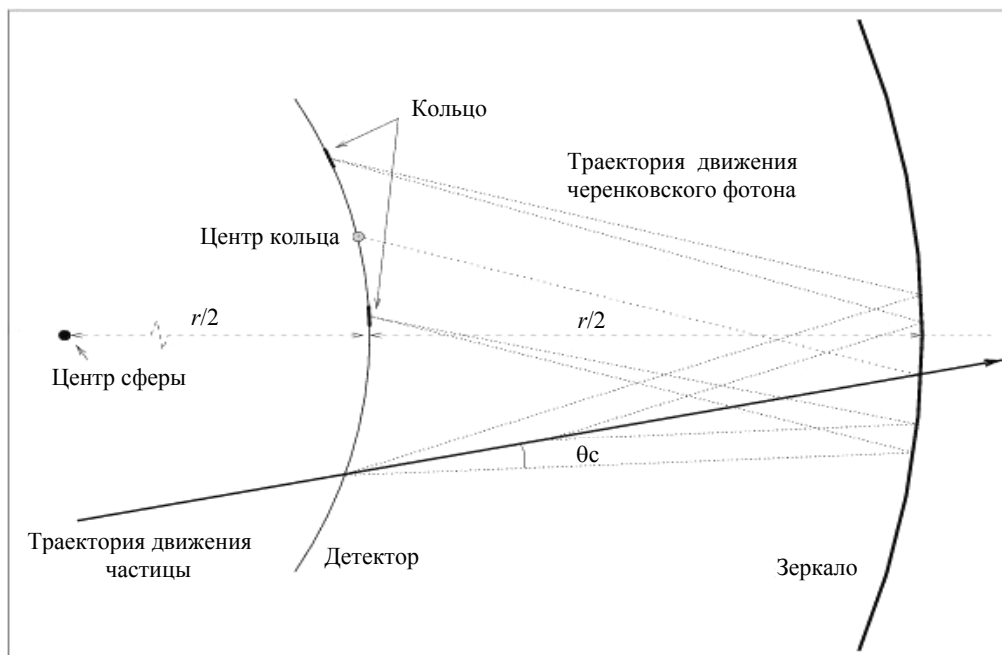 Кольцо
Траектория движения
черенковского фотона
Центр кольца
r/2
r/2
Центр сферы
θc
Траектория движения
частицы
Детектор
Зеркало